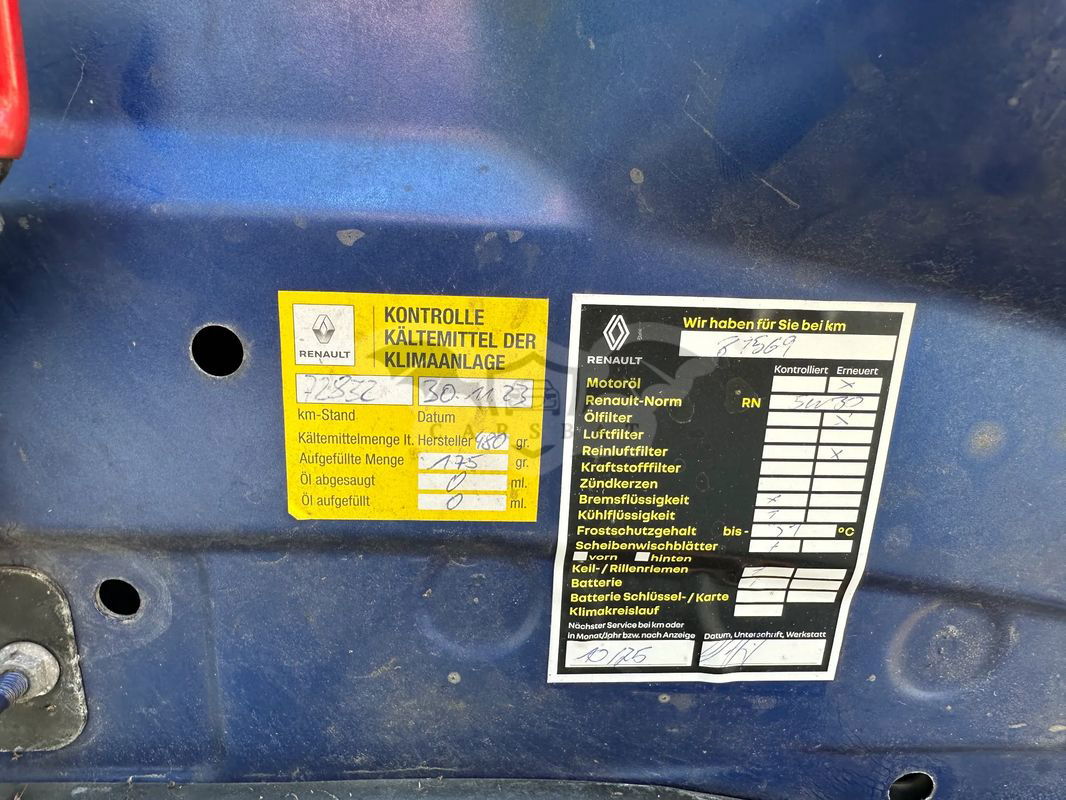 RENAULT
KONTROLLE
KÄLTEMITTEL DER
KLIMAANLAGE
72832 30.11.23
km-Stand Datum
Kältemittelmenge lt. Hersteller 480 gr.
Aufgefüllte Menge 175 gr.
Öl abgesaugt 0 ml.
Öl aufgefüllt 0 ml.
CARSB
RENAULT
Wir haben für Sie bei km
81569
Kontrolliert Erneuert
Motoröl x
Renault-Norm RN 5W30
Ölfilter x
Luftfilter
Reinluftfilter x
Kraftstofffilter
Zündkerzen
Bremsflüssigkeit x
Kühlflüssigkeit
Frostschutzgehalt bis - °C
Scheibenwischblätter
vorn hinten
Keil-/ Rillenriemen
Batterie
Batterie Schlüssel-/ Karte
Klimakreislauf
Nächster Service bei km oder
in Monat/Jahr bzw. nach Anzeige Datum, Unterschrift, Werkstatt
10/25